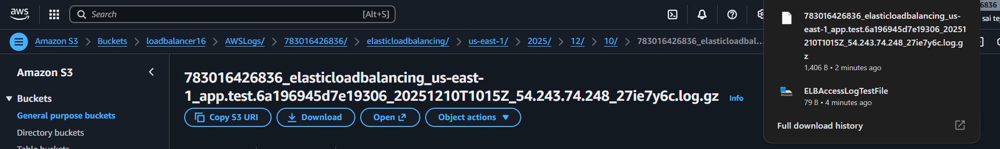 aws
Search
[Alt+S]
Amazon S3 > Buckets > loadbalancer16 > AWSLogs/ > 783016426836/ > elasticloadbalancing/ > us-east-1/ > 2025/ > 12/ > 10/ > 783016426836_elasticloadbal...
Amazon S3
Buckets
General purpose buckets
Directory buckets
Table buckets
783016426836_elasticloadbalancing_us-east-
1_app.test.6a196945d7e19306_20251210T1015Z_54.243.74.248_27ie7y6c.log.gz Info
Copy S3 URI
Download
Open
Object actions
783016426836_elasticloadbalancing_us-
east-1_app.test.6a196945d7e19306_20251
210T1015Z_54.243.74.248_27ie7y6c.log.g
z
1,406 B • 2 minutes ago
ELBAccessLogTestFile
79 B • 4 minutes ago
Full download history
6836
sai te